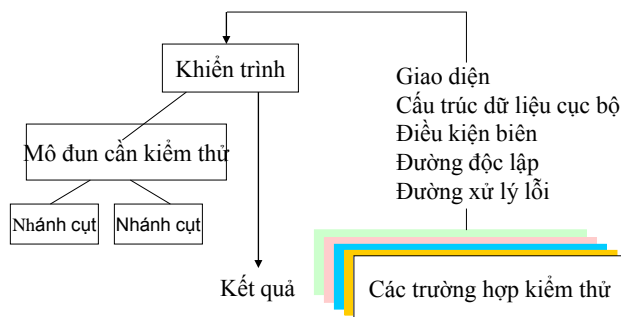 Khiển trình
Giao diện
Cấu trúc dữ liệu cục bộ
Điều kiện biên
Đường độc lập
Đường xử lý lỗi
Mô đun cần kiểm thử
Nhánh cụt
Nhánh cụt
Kết quả
Các trường hợp kiểm thử